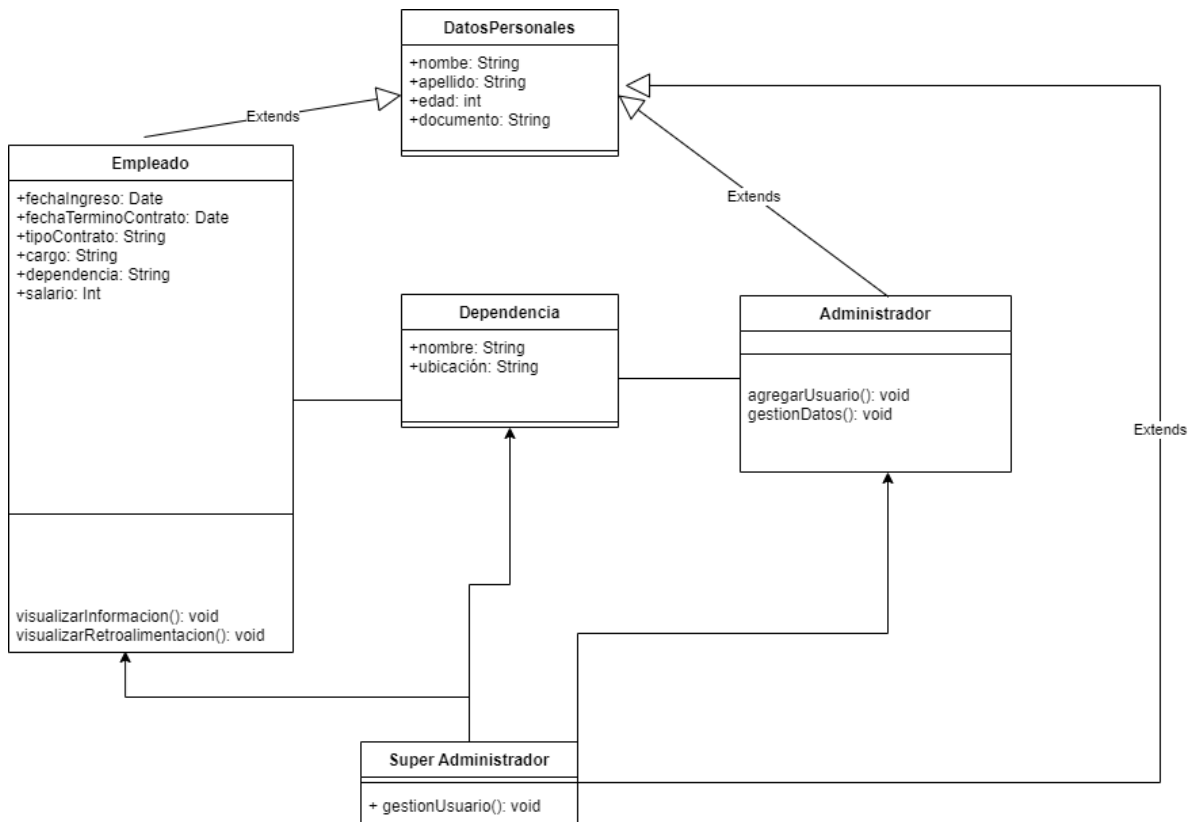 DatosPersonales
+nombe: String
+apellido: String
+edad: int
+documento: String
Extends
Extends
Extends
Empleado
+fechaIngreso: Date
+fechaTerminoContrato: Date
+tipoContrato: String
+cargo: String
+dependencia: String
+salario: Int
visualizarInformacion(): void
visualizarRetroalimentacion(): void
Dependencia
+nombre: String
+ubicación: String
Administrador
agregarUsuario(): void
gestionDatos(): void
Super Administrador
+ gestionUsuario(): void